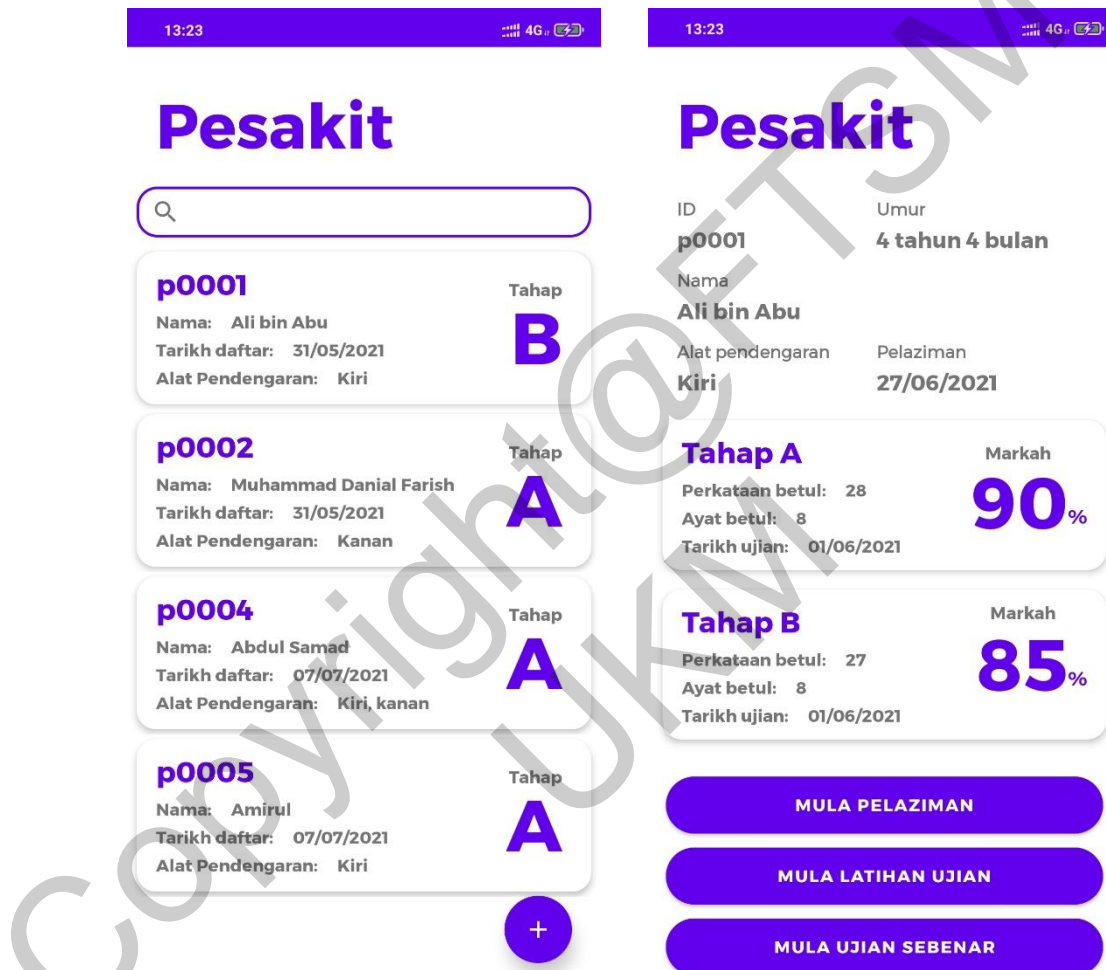 13:23
4G
Pesakit
p0001
Tahap
B
Nama: Ali bin Abu
Tarikh daftar: 31/05/2021
Alat Pendengaran: Kiri
p0002
Tahap
A
Nama: Muhammad Danial Farish
Tarikh daftar: 31/05/2021
Alat Pendengaran: Kanan
p0004
Tahap
A
Nama: Abdul Samad
Tarikh daftar: 07/07/2021
Alat Pendengaran: Kiri, kanan
p0005
Tahap
A
Nama: Amirul
Tarikh daftar: 07/07/2021
Alat Pendengaran: Kiri
+
13:23
4G
Pesakit
ID
Umur
p0001
4 tahun 4 bulan
Nama
Ali bin Abu
Alat pendengaran
Pelaziman
Kiri
27/06/2021
Tahap A
Markah
90%
Perkataan betul: 28
Ayat betul: 8
Tarikh ujian: 01/06/2021
Tahap B
Markah
85%
Perkataan betul: 27
Ayat betul: 8
Tarikh ujian: 01/06/2021
MULA PELAZIMAN
MULA LATIHAN UJIAN
MULA UJIAN SEBENAR
Copyright@FTSM
UKM